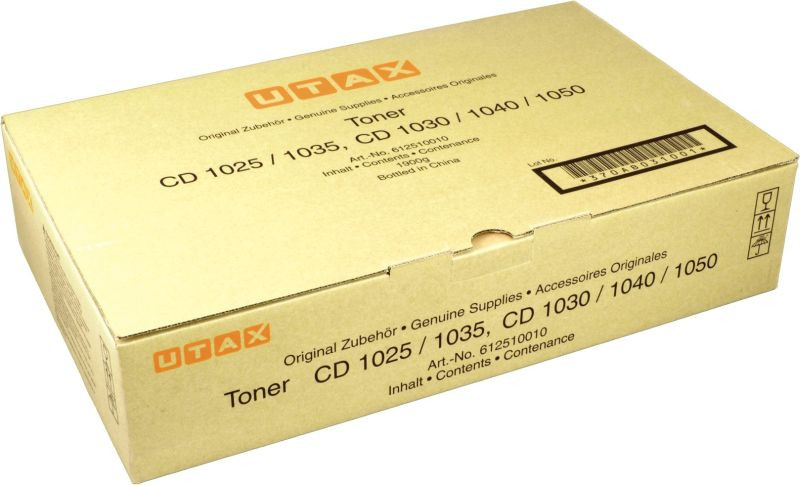 UTAX
Original Zubehör • Genuine Supplies • Accessoires Originales
Toner
CD 1025 / 1035, CD 1030 / 1040 / 1050
Art.-No. 612510010
Inhalt • Contents • Contenance
1900g
Bottled in China
Lot No.
*370AB031001*
UTAX
Original Zubehör • Genuine Supplies • Accessoires Originales
Toner CD 1025 / 1035, CD 1030 / 1040 / 1050
Art.-No. 612510010
Inhalt • Contents • Contenance
UTAX